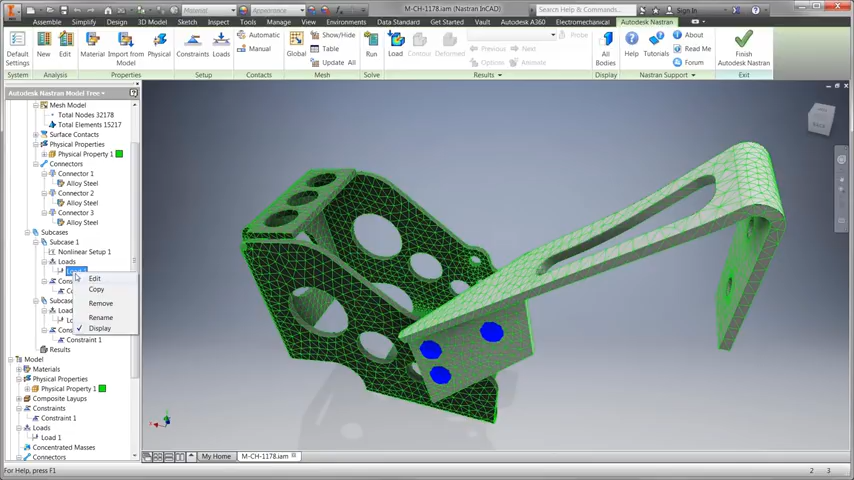 M-CH-1178.iam (Nastran InCAD)
Material
Appearance
Search Help & Commands...
Sign In
Assemble Simplify Design 3D Model Sketch Inspect Tools Manage View Environments Data Standard Get Started Vault Autodesk A360 Electromechanical Autodesk Nastran
Default Settings
New
Edit
Material
Import from Model
Physical
Constraints
Loads
Automatic
Manual
Global
Show/Hide
Table
Update All
Run
Load
Contour
Deformed
Probe
Previous Next
Options Animate
All Bodies
Help
Tutorials
About
Read Me
Forum
Finish Autodesk Nastran
System Analysis Properties Setup Contacts Mesh Solve Results Display Nastran Support Exit
Autodesk Nastran Model Tree
Mesh Model
Total Nodes 32178
Total Elements 15217
Surface Contacts
Physical Properties
Physical Property 1
Connectors
Connector 1
Alloy Steel
Connector 2
Alloy Steel
Connector 3
Alloy Steel
Subcases
Subcase 1
Nonlinear Setup 1
Loads
Edit
Copy
Remove
Rename
Display
Constraint 1
Results
Model
Materials
Physical Properties
Physical Property 1
Composite Layups
Constraints
Constraint 1
Loads
Load 1
Concentrated Masses
Connectors
BACK
My Home M-CH-1178.iam
For Help, press F1
2 3